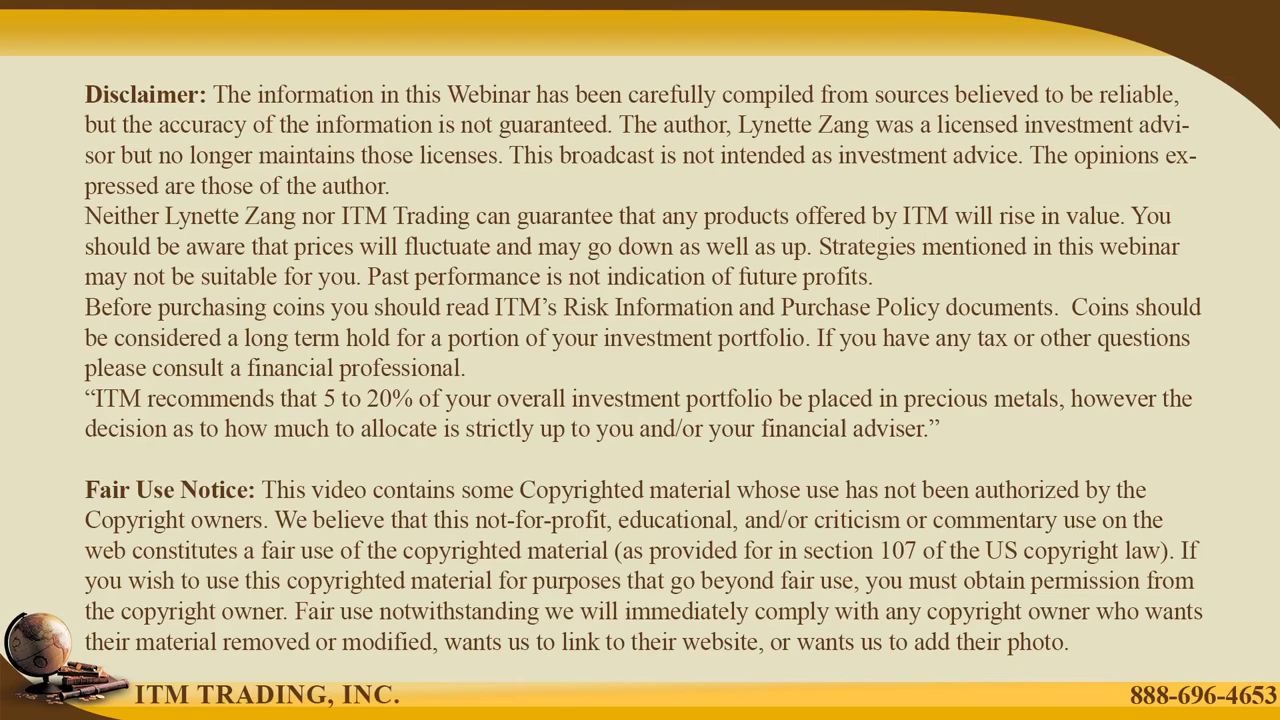 Disclaimer: The information in this Webinar has been carefully compiled from sources believed to be reliable,
but the accuracy of the information is not guaranteed. The author, Lynette Zang was a licensed investment advi-
sor but no longer maintains those licenses. This broadcast is not intended as investment advice. The opinions ex-
pressed are those of the author.
Neither Lynette Zang nor ITM Trading can guarantee that any products offered by ITM will rise in value. You
should be aware that prices will fluctuate and may go down as well as up. Strategies mentioned in this webinar
may not be suitable for you. Past performance is not indication of future profits.
Before purchasing coins you should read ITM’s Risk Information and Purchase Policy documents.  Coins should
be considered a long term hold for a portion of your investment portfolio. If you have any tax or other questions
please consult a financial professional.
“ITM recommends that 5 to 20% of your overall investment portfolio be placed in precious metals, however the
decision as to how much to allocate is strictly up to you and/or your financial adviser.”
Fair Use Notice: This video contains some Copyrighted material whose use has not been authorized by the
Copyright owners. We believe that this not-for-profit, educational, and/or criticism or commentary use on the
web constitutes a fair use of the copyrighted material (as provided for in section 107 of the US copyright law). If
you wish to use this copyrighted material for purposes that go beyond fair use, you must obtain permission from
the copyright owner. Fair use notwithstanding we will immediately comply with any copyright owner who wants
their material removed or modified, wants us to link to their website, or wants us to add their photo.
ITM TRADING, INC.
888-696-4653